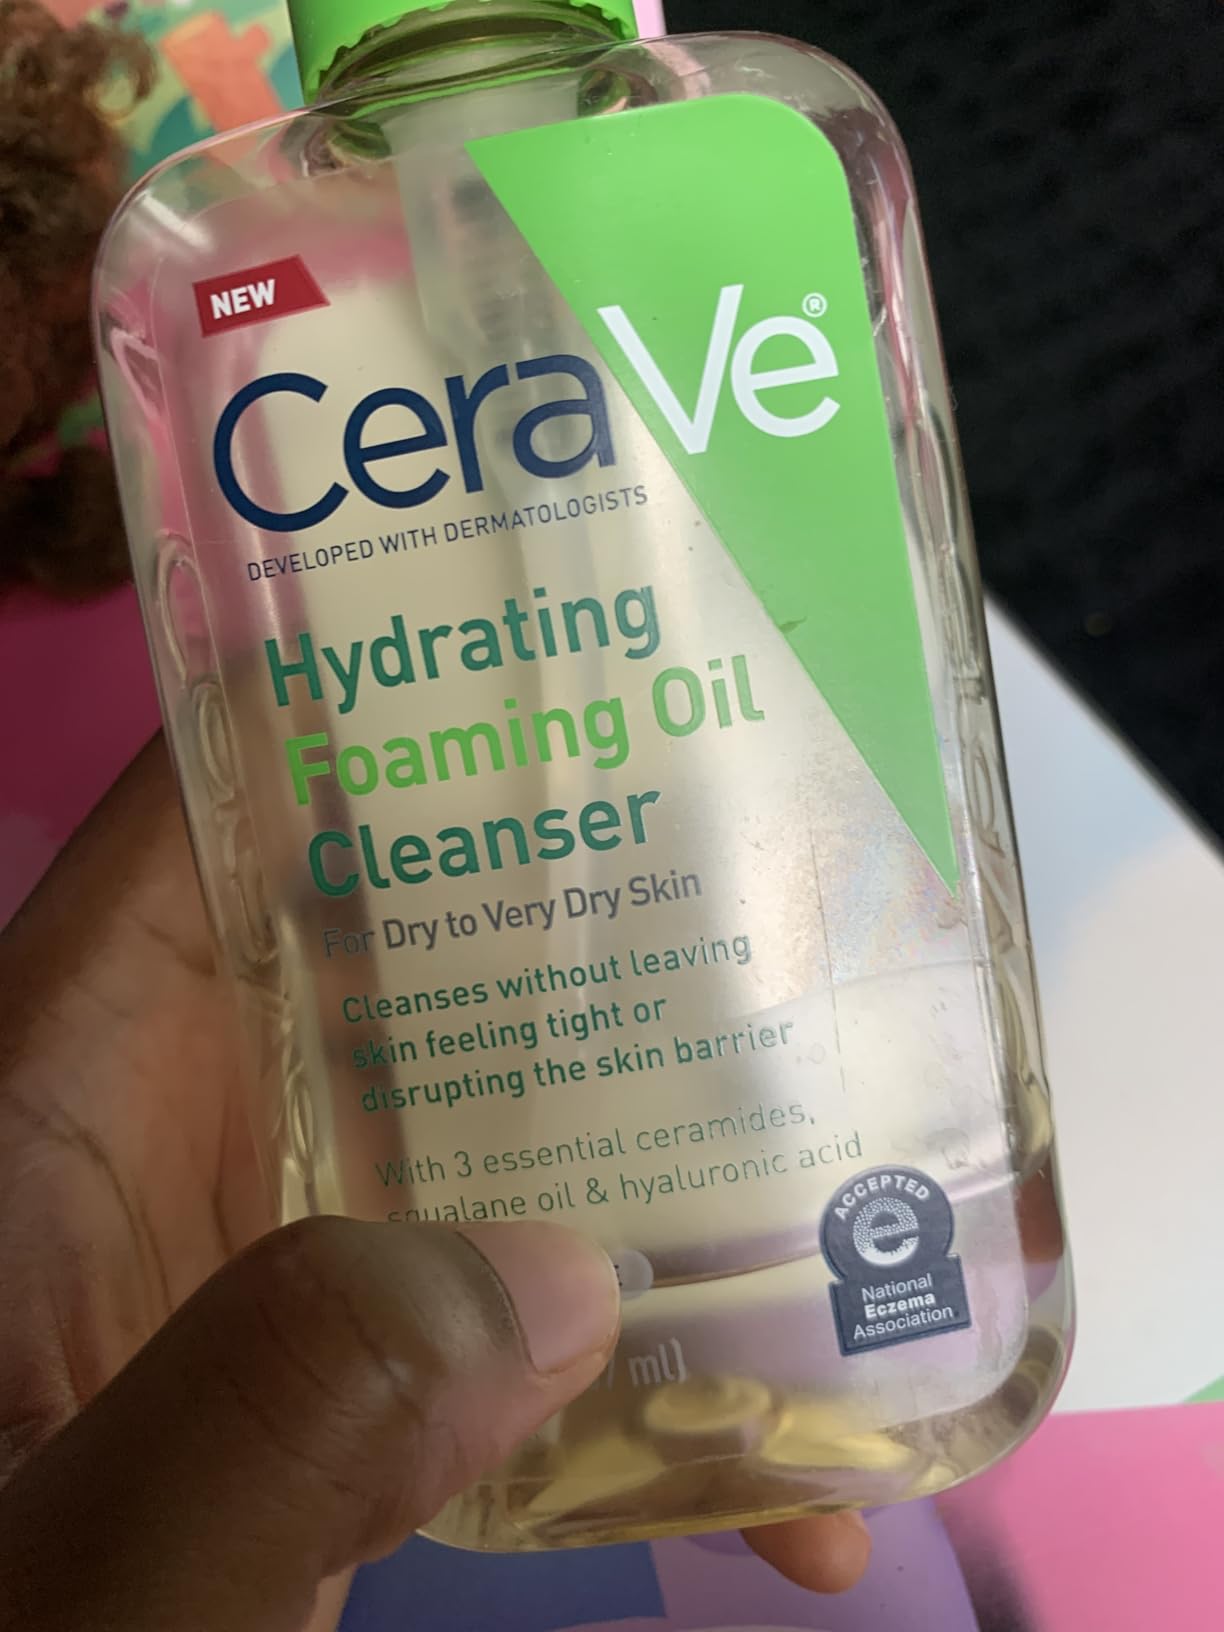 NEW
CeraVe®
DEVELOPED WITH DERMATOLOGISTS
Hydrating
Foaming Oil
Cleanser
For Dry to Very Dry Skin
Cleanses without leaving
skin feeling tight or
disrupting the skin barrier
With 3 essential ceramides,
squalane oil & hyaluronic acid
ml)
ACCEPTED
National
Eczema
Association